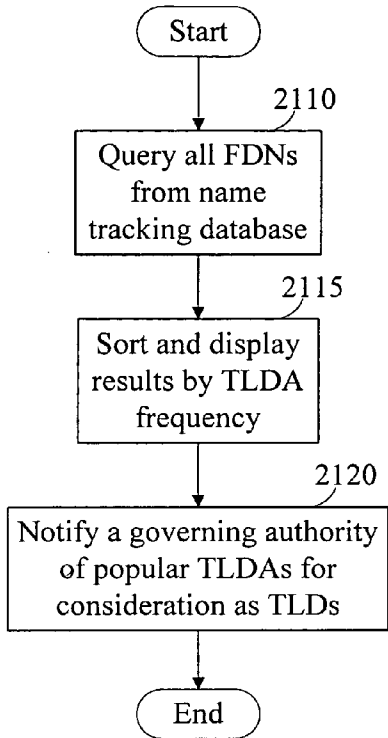 Start
2110
Query all FDNs
from name
tracking database
2115
Sort and display
results by TLDA
frequency
2120
Notify a governing authority
of popular TLDAs for
consideration as TLDs
End